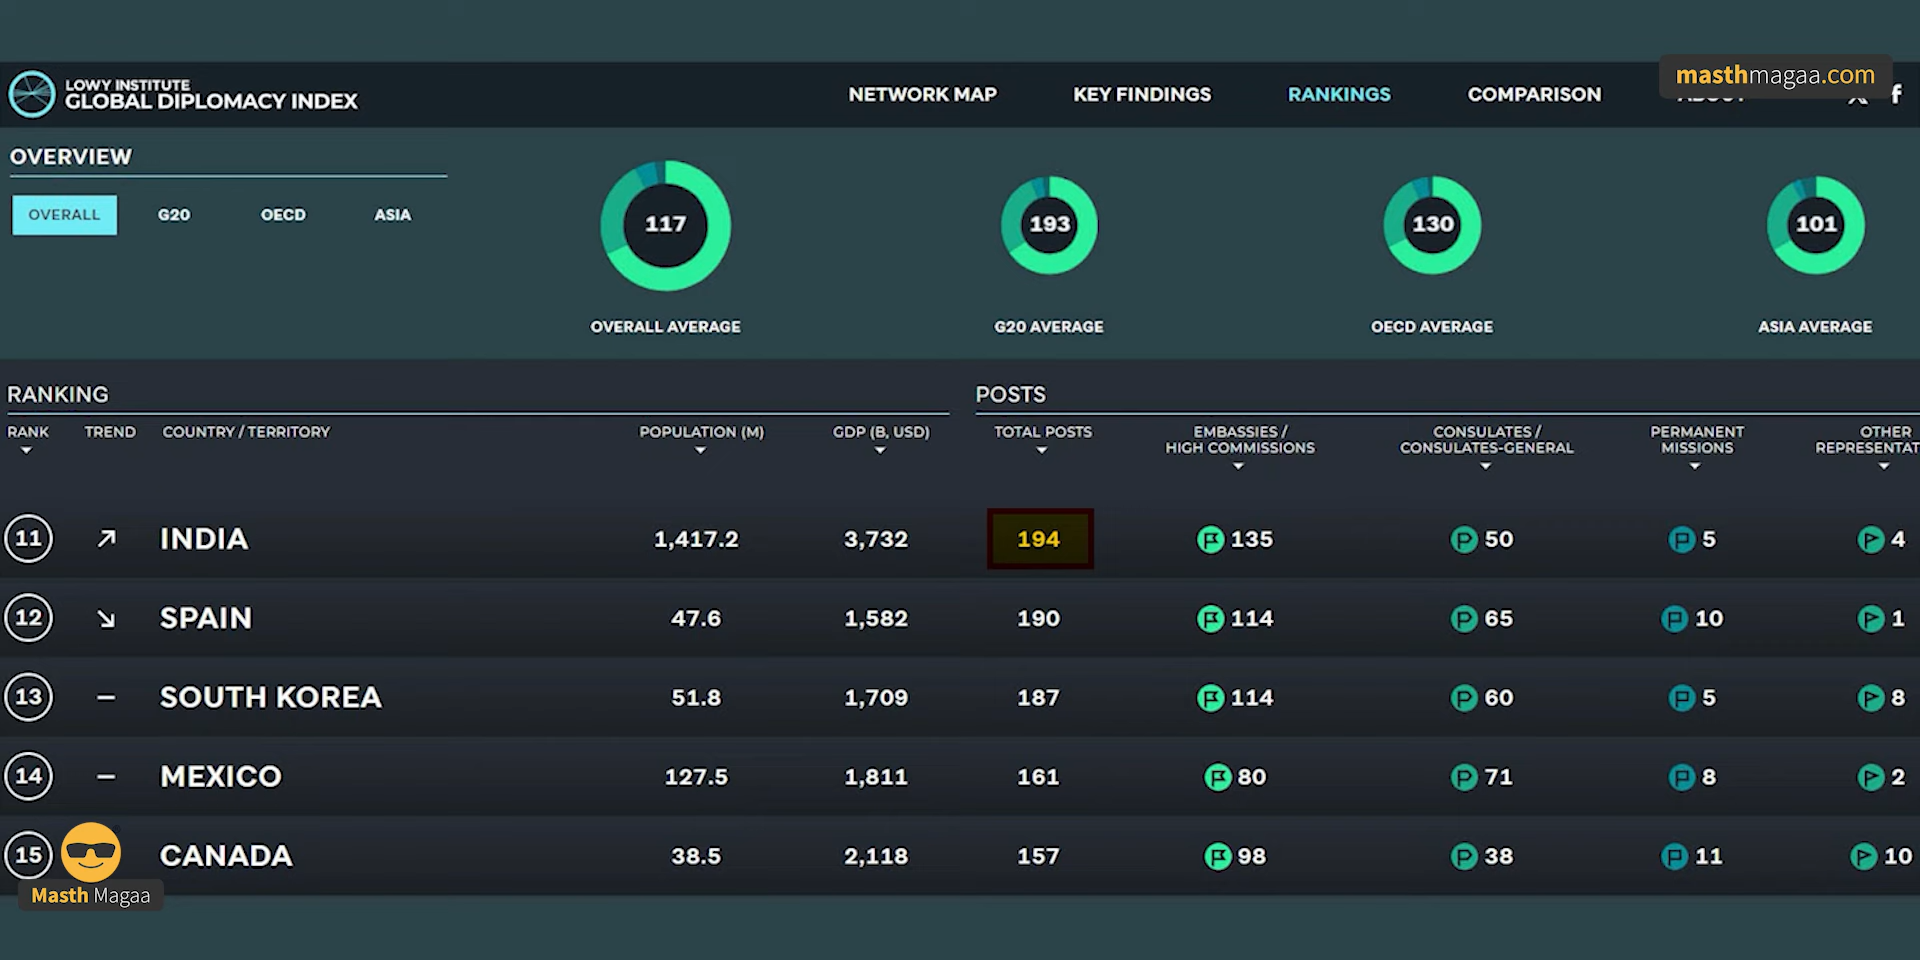 LOWY INSTITUTE
GLOBAL DIPLOMACY INDEX
NETWORK MAP
KEY FINDINGS
RANKINGS
COMPARISON
masthmagaa.com
OVERVIEW
OVERALL
G20
OECD
ASIA
117
193
130
101
OVERALL AVERAGE
G20 AVERAGE
OECD AVERAGE
ASIA AVERAGE
RANKING
POSTS
RANK TREND COUNTRY / TERRITORY POPULATION (M) GDP (B, USD) TOTAL POSTS
EMBASSIES /
HIGH COMMISSIONS
CONSULATES /
CONSULATES-GENERAL
PERMANENT
MISSIONS
OTHER
REPRESENTAT
11 INDIA 1,417.2 3,732 194 135 50 5 4
12 SPAIN 47.6 1,582 190 114 65 10 1
13 SOUTH KOREA 51.8 1,709 187 114 60 5 8
14 MEXICO 127.5 1,811 161 80 71 8 2
15 CANADA 38.5 2,118 157 98 38 11 10
Masth Magaa